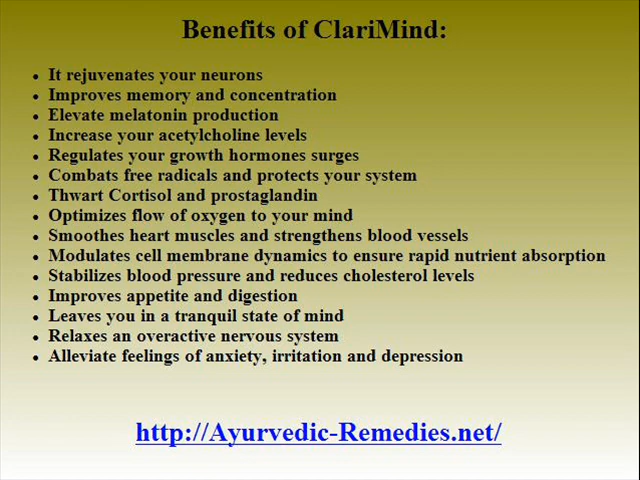 Benefits of ClariMind:
• It rejuvenates your neurons
• Improves memory and concentration
• Elevate melatonin production
• Increase your acetylcholine levels
• Regulates your growth hormones surges
• Combats free radicals and protects your system
• Thwart Cortisol and prostaglandin
• Optimizes flow of oxygen to your mind
• Smoothes heart muscles and strengthens blood vessels
• Modulates cell membrane dynamics to ensure rapid nutrient absorption
• Stabilizes blood pressure and reduces cholesterol levels
• Improves appetite and digestion
• Leaves you in a tranquil state of mind
• Relaxes an overactive nervous system
• Alleviate feelings of anxiety, irritation and depression
http://Ayurvedic-Remedies.net/